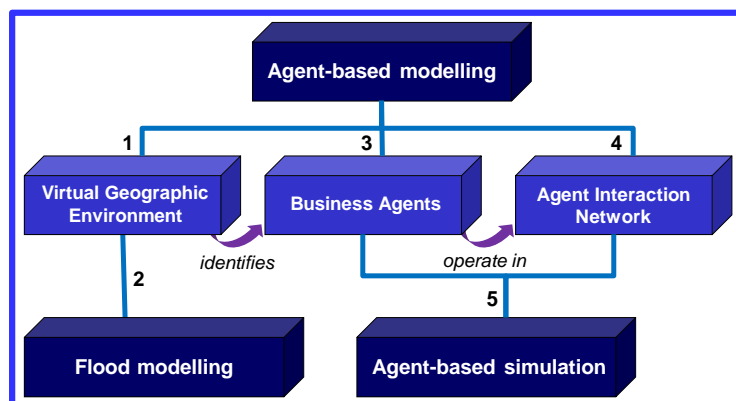 Agent-based modelling
1
3
4
Virtual Geographic
Environment
Business Agents
Agent Interaction
Network
identifies
operate in
2
5
Flood modelling
Agent-based simulation